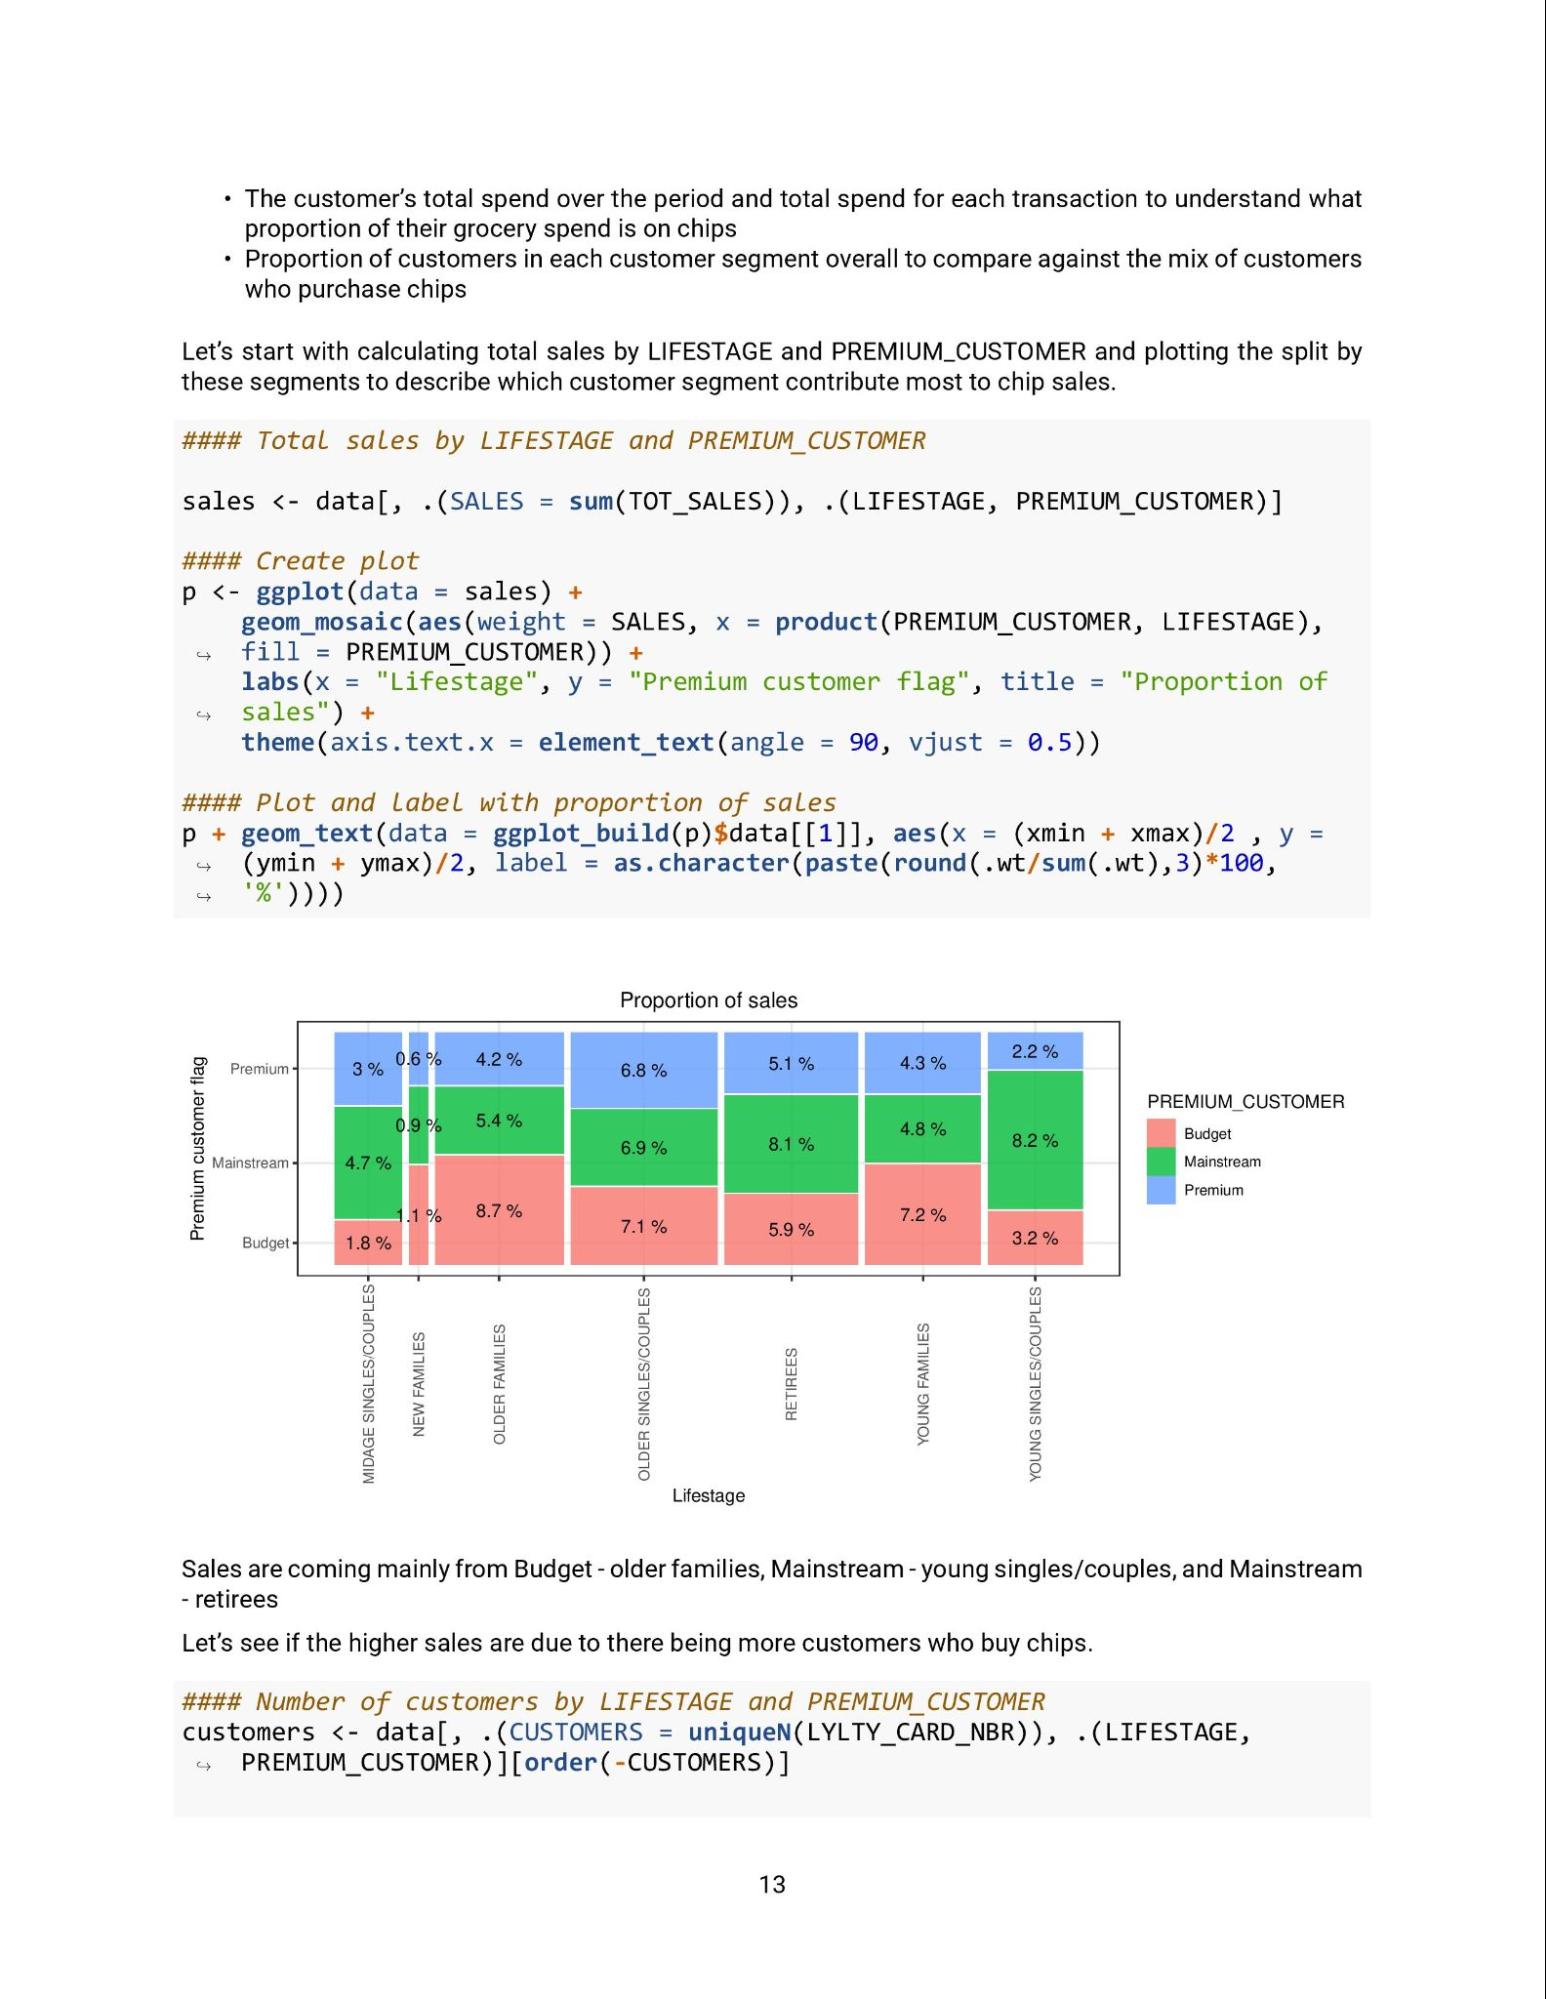 • The customer’s total spend over the period and total spend for each transaction to understand what
proportion of their grocery spend is on chips
• Proportion of customers in each customer segment overall to compare against the mix of customers
who purchase chips
Let’s start with calculating total sales by LIFESTAGE and PREMIUM_CUSTOMER and plotting the split by
these segments to describe which customer segment contribute most to chip sales.
#### Total sales by LIFESTAGE and PREMIUM_CUSTOMER
sales <- data[, .(SALES = sum(TOT_SALES)), .(LIFESTAGE, PREMIUM_CUSTOMER)]
#### Create plot
p <- ggplot(data = sales) +
geom_mosaic(aes(weight = SALES, x = product(PREMIUM_CUSTOMER, LIFESTAGE),
↪ fill = PREMIUM_CUSTOMER)) +
labs(x = "Lifestage", y = "Premium customer flag", title = "Proportion of
↪ sales") +
theme(axis.text.x = element_text(angle = 90, vjust = 0.5))
#### Plot and label with proportion of sales
p + geom_text(data = ggplot_build(p)$data[[1]], aes(x = (xmin + xmax)/2 , y =
↪ (ymin + ymax)/2, label = as.character(paste(round(.wt/sum(.wt),3)*100,
↪ '%'))))
Proportion of sales
Premium customer flag
Premium
Mainstream
Budget
3 % 0.6 % 4.2 % 6.8 % 5.1 % 4.3 % 2.2 %
4.7 % 0.9 % 5.4 % 6.9 % 8.1 % 4.8 % 8.2 %
1.8 % 1.1 % 8.7 % 7.1 % 5.9 % 7.2 % 3.2 %
PREMIUM_CUSTOMER
Budget
Mainstream
Premium
MIDAGE SINGLES/COUPLES
NEW FAMILIES
OLDER FAMILIES
OLDER SINGLES/COUPLES
RETIREES
YOUNG FAMILIES
YOUNG SINGLES/COUPLES
Lifestage
Sales are coming mainly from Budget - older families, Mainstream - young singles/couples, and Mainstream
- retirees
Let’s see if the higher sales are due to there being more customers who buy chips.
#### Number of customers by LIFESTAGE and PREMIUM_CUSTOMER
customers <- data[, .(CUSTOMERS = uniqueN(LYLTY_CARD_NBR)), .(LIFESTAGE,
↪ PREMIUM_CUSTOMER)][order(-CUSTOMERS)]
13